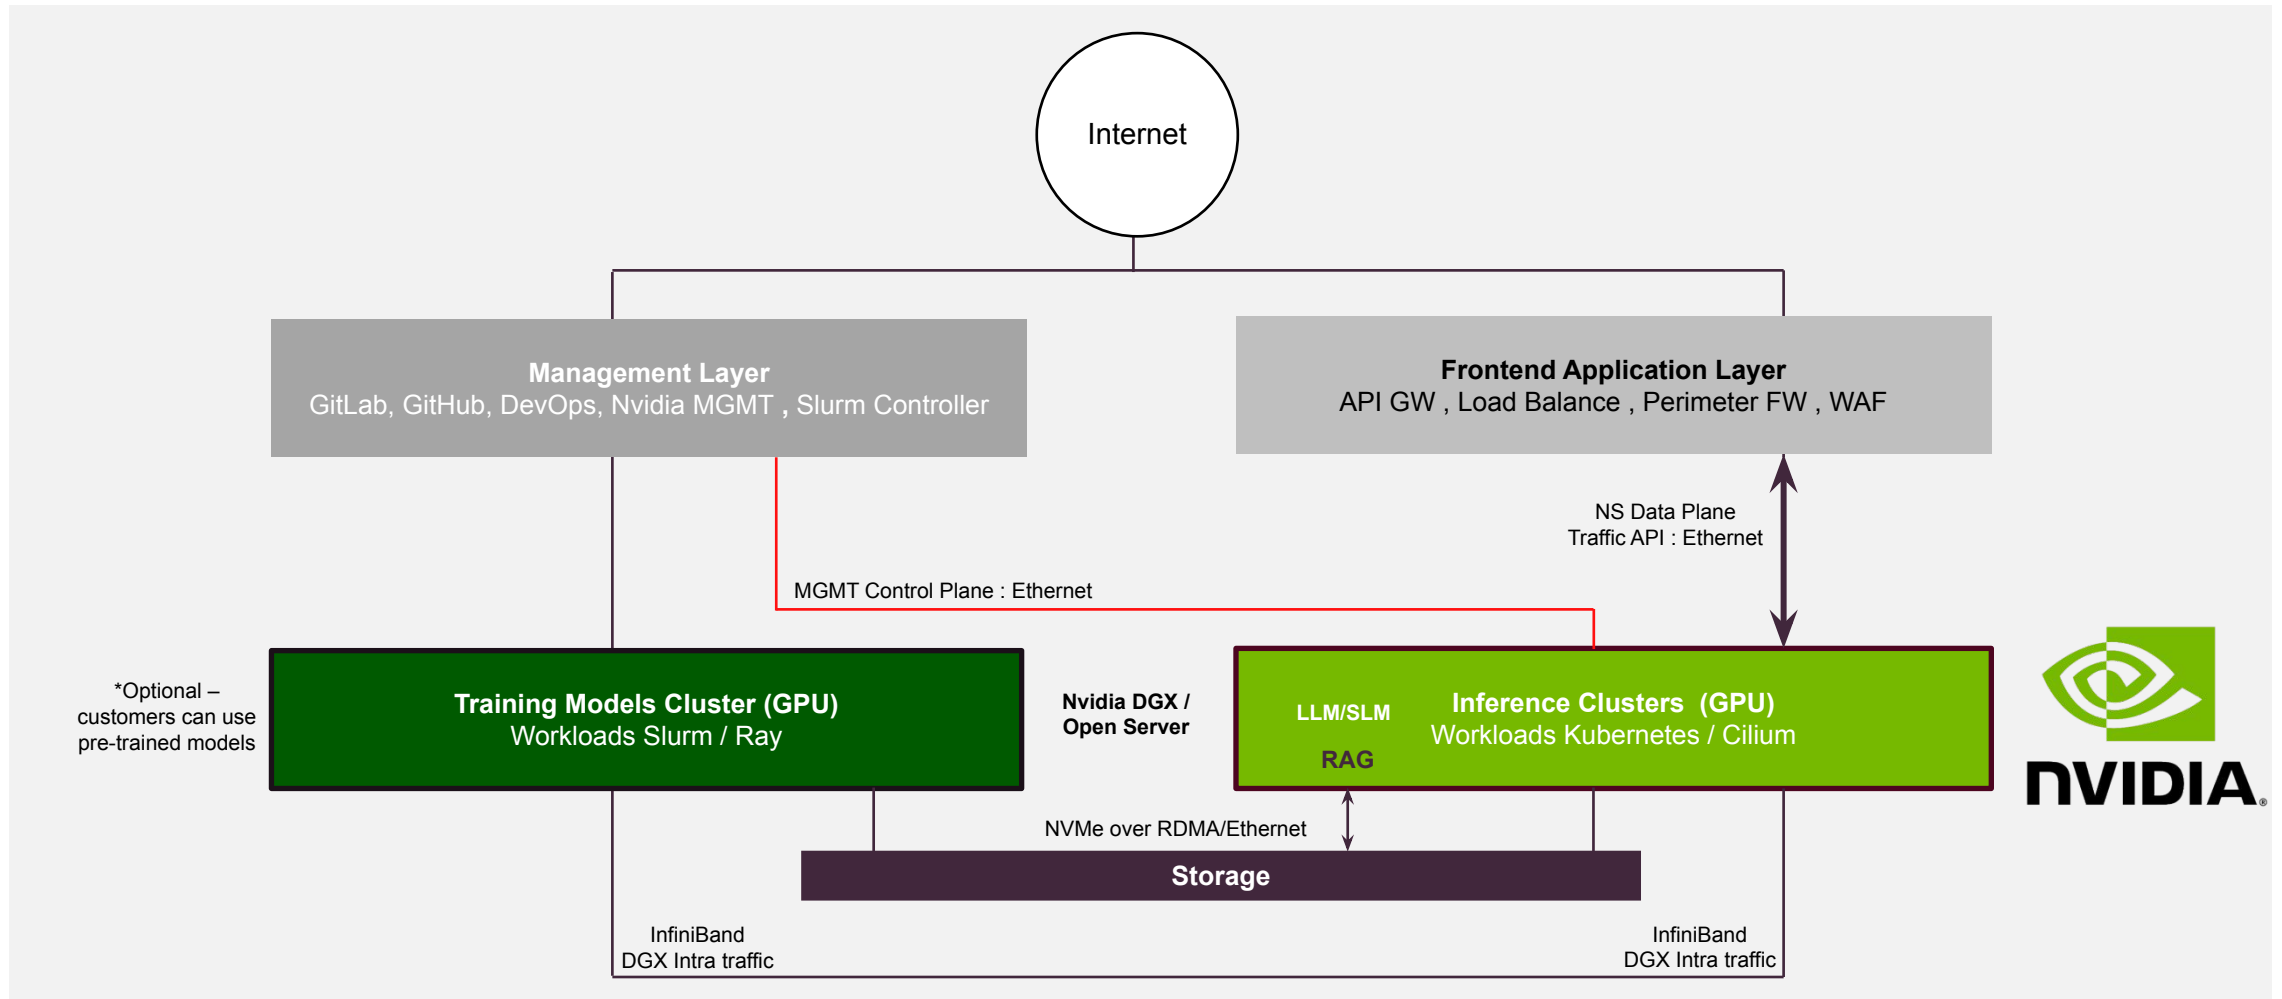 Internet
Management Layer
GitLab, GitHub, DevOps, Nvidia MGMT , Slurm Controller
Frontend Application Layer
API GW , Load Balance , Perimeter FW , WAF
NS Data Plane
Traffic API : Ethernet
MGMT Control Plane : Ethernet
*Optional –
customers can use
pre-trained models
Training Models Cluster (GPU)
Workloads Slurm / Ray
Nvidia DGX /
Open Server
LLM/SLM
RAG
Inference Clusters (GPU)
Workloads Kubernetes / Cilium
NVIDIA®
NVMe over RDMA/Ethernet
Storage
InfiniBand
DGX Intra traffic
InfiniBand
DGX Intra traffic